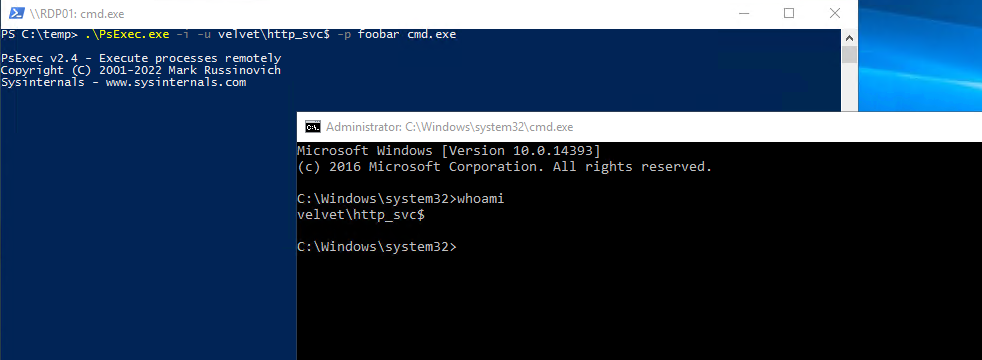 \\RDP01: cmd.exe
PS C:\temp> .\PsExec.exe -i -u velvet\http_svc$ -p foobar cmd.exe
PsExec v2.4 - Execute processes remotely
Copyright (C) 2001-2022 Mark Russinovich
Sysinternals - www.sysinternals.com
Administrator: C:\Windows\system32\cmd.exe
Microsoft Windows [Version 10.0.14393]
(c) 2016 Microsoft Corporation. All rights reserved.
C:\Windows\system32>whoami
velvet\http_svc$
C:\Windows\system32>